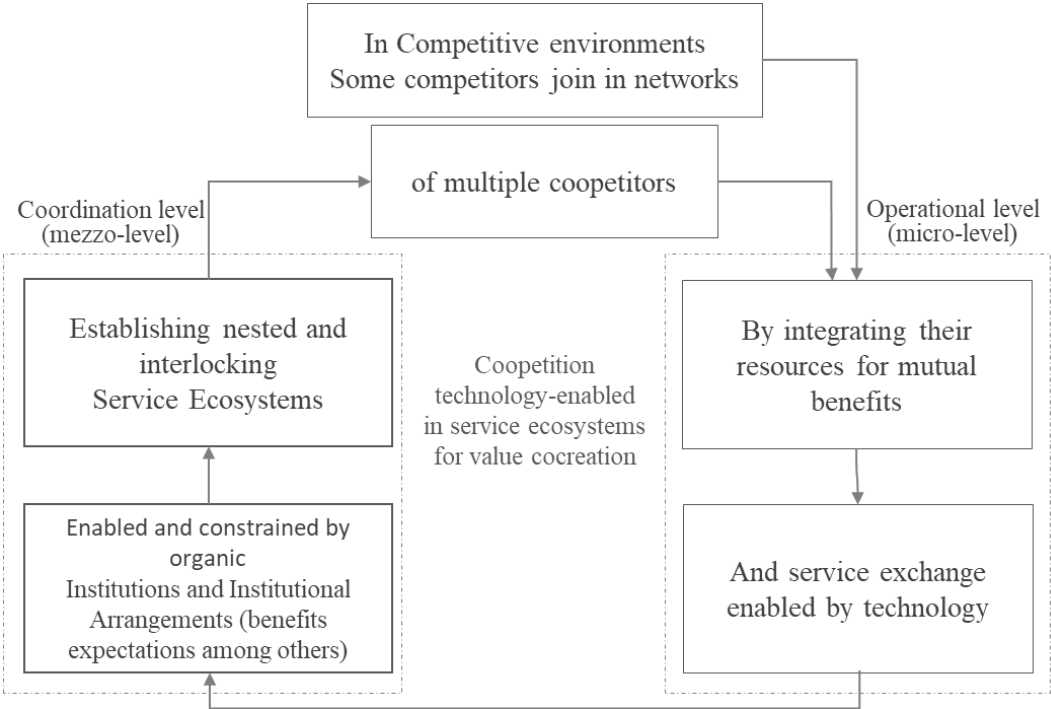 In Competitive environments
Some competitors join in networks
of multiple coopetitors
Coordination level
(mezzo-level)
Operational level
(micro-level)
Establishing nested and
interlocking
Service Ecosystems
Coopetition
technology-enabled
in service ecosystems
for value cocreation
By integrating their
resources for mutual
benefits
Enabled and constrained by
organic
Institutions and Institutional
Arrangements (benefits
expectations among others)
And service exchange
enabled by technology